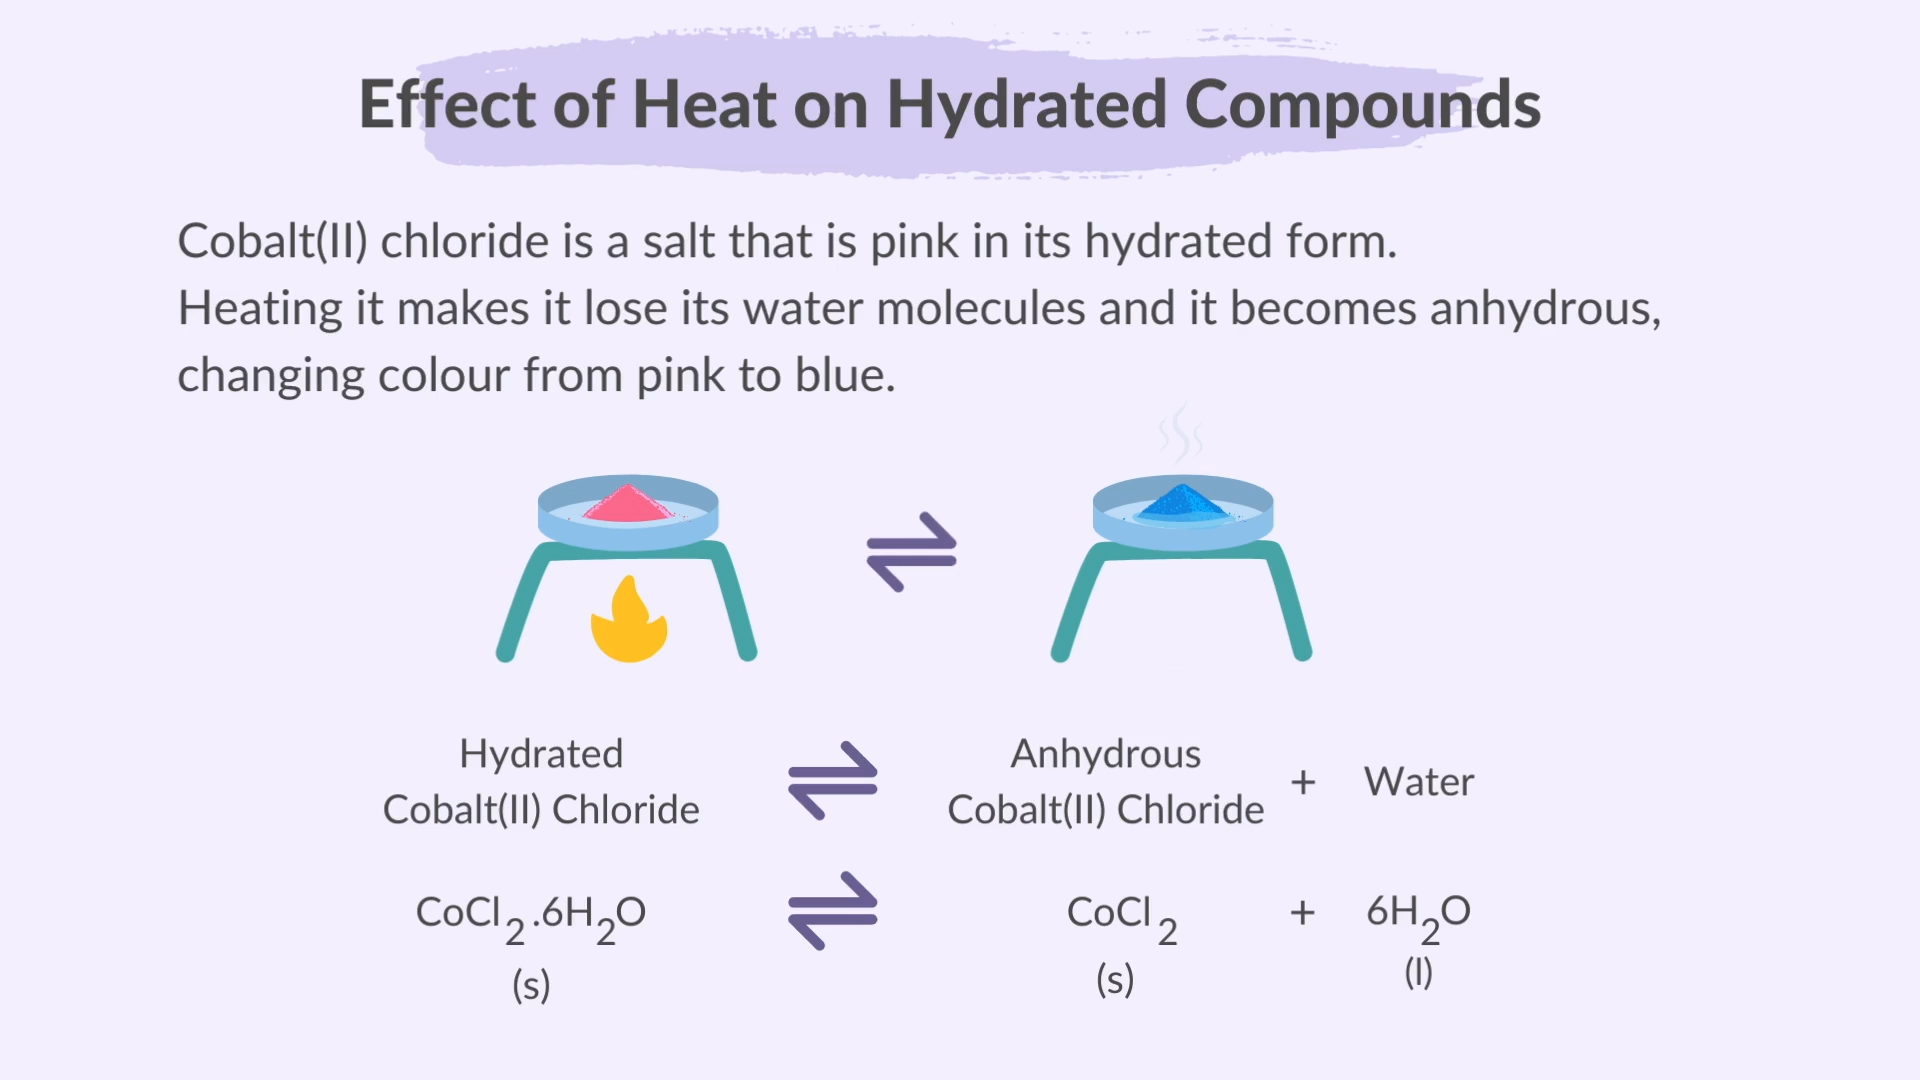 Effect of Heat on Hydrated Compounds
Cobalt(II) chloride is a salt that is pink in its hydrated form.
Heating it makes it lose its water molecules and it becomes anhydrous,
changing colour from pink to blue.
Hydrated
Cobalt(II) Chloride
⇌
Anhydrous
Cobalt(II) Chloride
+ Water
CoCl₂.6H₂O ⇌ CoCl₂ + 6H₂O
(s) (s) (l)